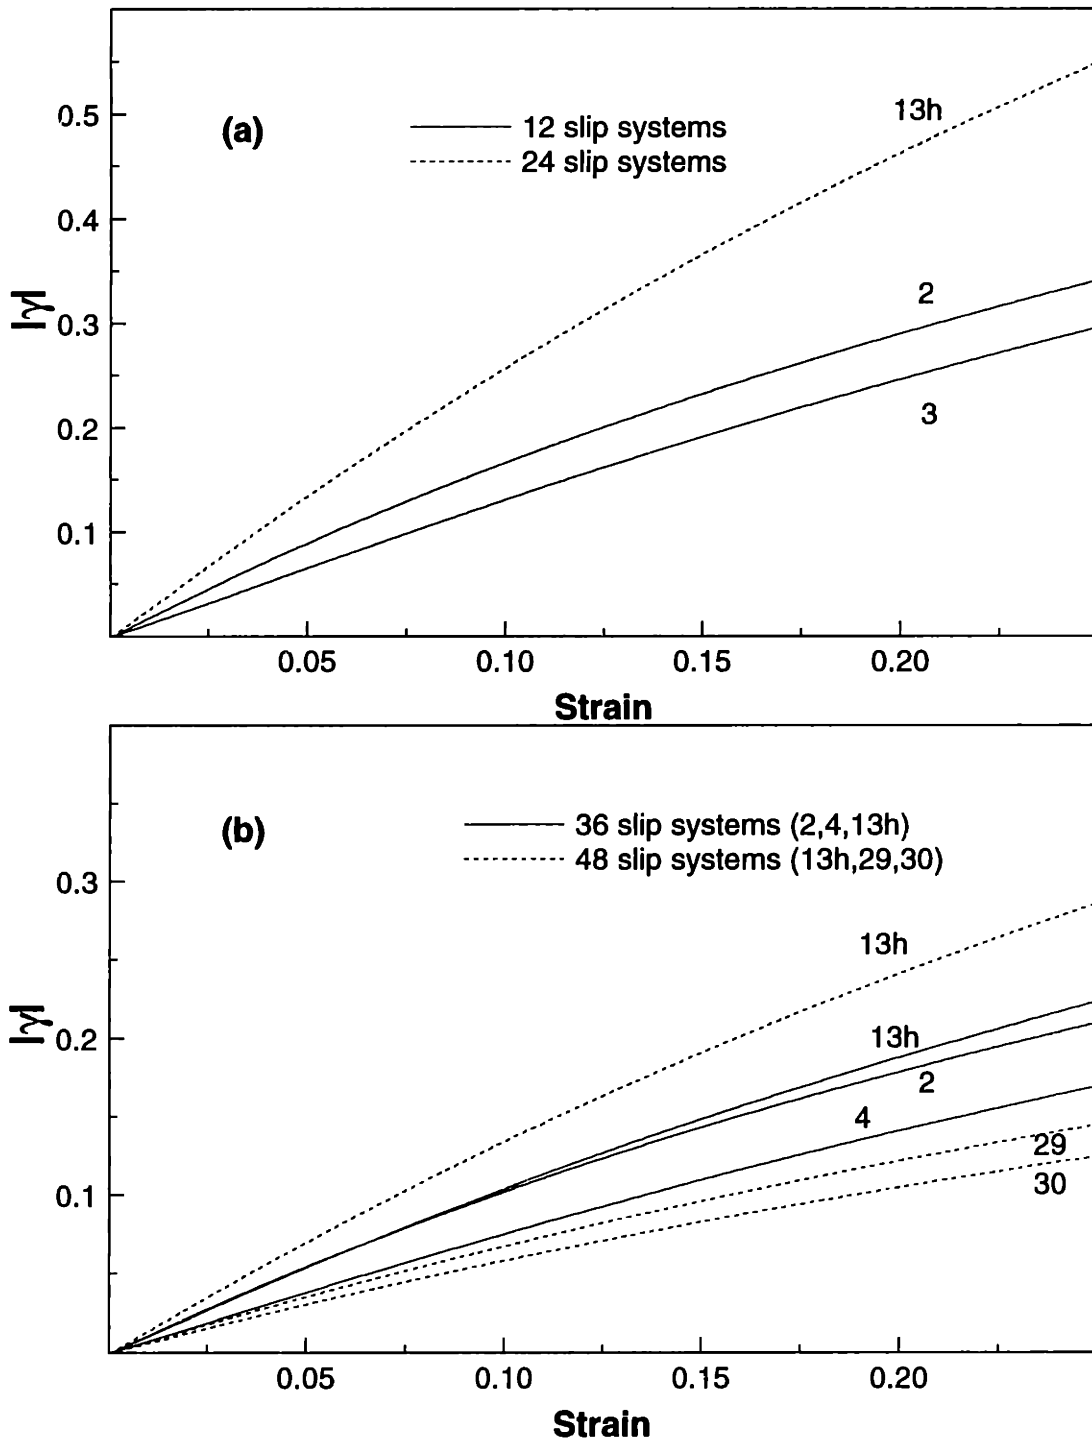 (a)
12 slip systems
24 slip systems
13h
2
3
0.5
0.4
0.3
0.2
0.1
|γ|
0.05
0.10
0.15
0.20
Strain
(b)
36 slip systems (2,4,13h)
48 slip systems (13h,29,30)
13h
13h
2
4
29
30
0.3
0.2
0.1
|γ|
0.05
0.10
0.15
0.20
Strain